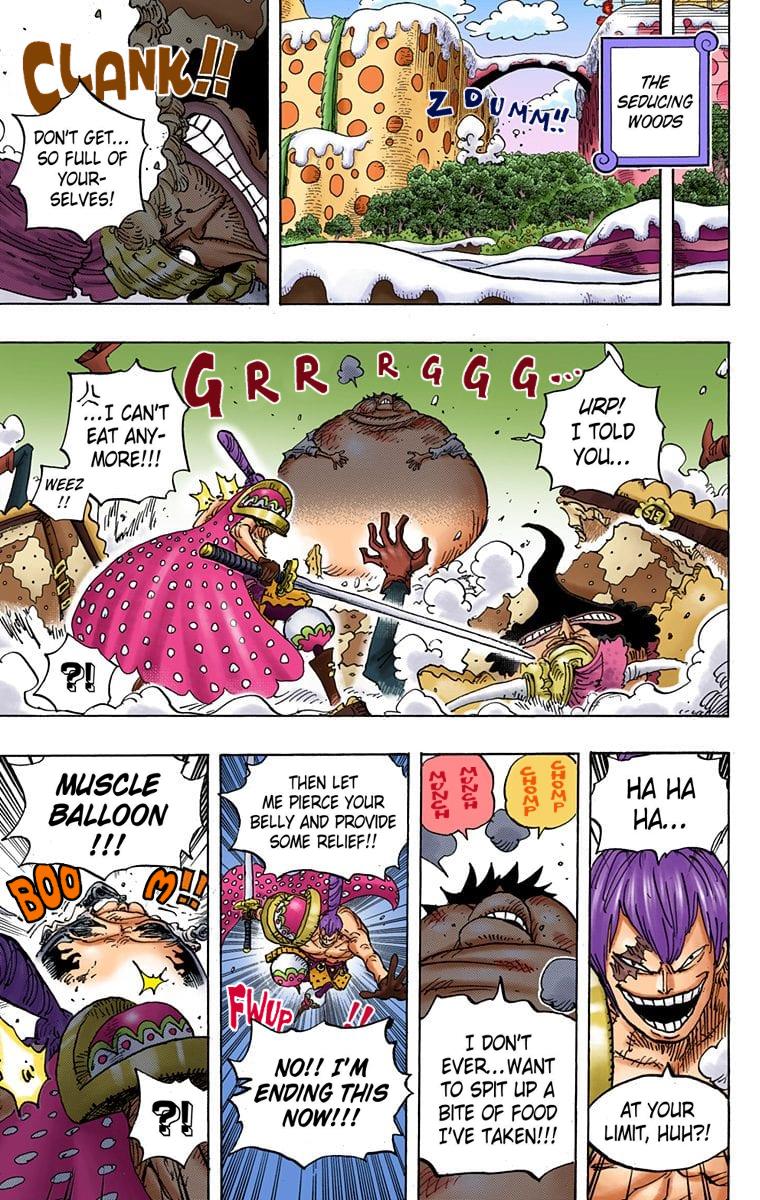 THE
SEDUCING
WOODS
ZDUMM!!
CLANK!!
DON'T GET...
SO FULL OF
YOUR-
SELVES!
URP!
I TOLD
YOU...
GRRRGGG...
...I CAN'T
EAT ANY-
MORE!!!
WEEZ
!!
?!
HA HA
HA...
AT YOUR
LIMIT, HUH?!
CHOMP
CHOMP
MUNCH
MUNCH
I DON'T
EVER...WANT
TO SPIT UP A
BITE OF FOOD
I'VE TAKEN!!!
THEN LET
ME PIERCE YOUR
BELLY AND PROVIDE
SOME RELIEF!!
FWUP!!
NO!! I'M
ENDING THIS
NOW!!!
MUSCLE
BALLOON
!!!
BOOM!!
?!